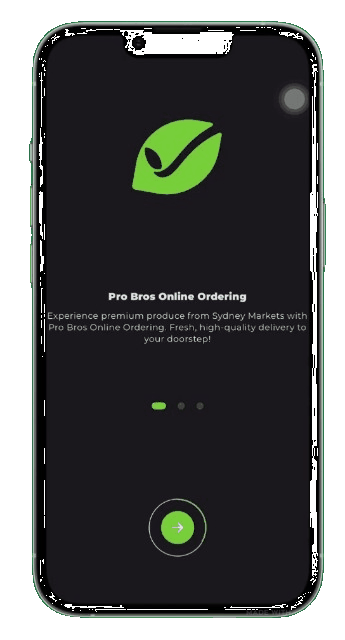 Pro Bros Online Ordering
Experience premium produce from Sydney Markets with
Pro Bros Online Ordering. Fresh, high-quality delivery to
your doorstep!